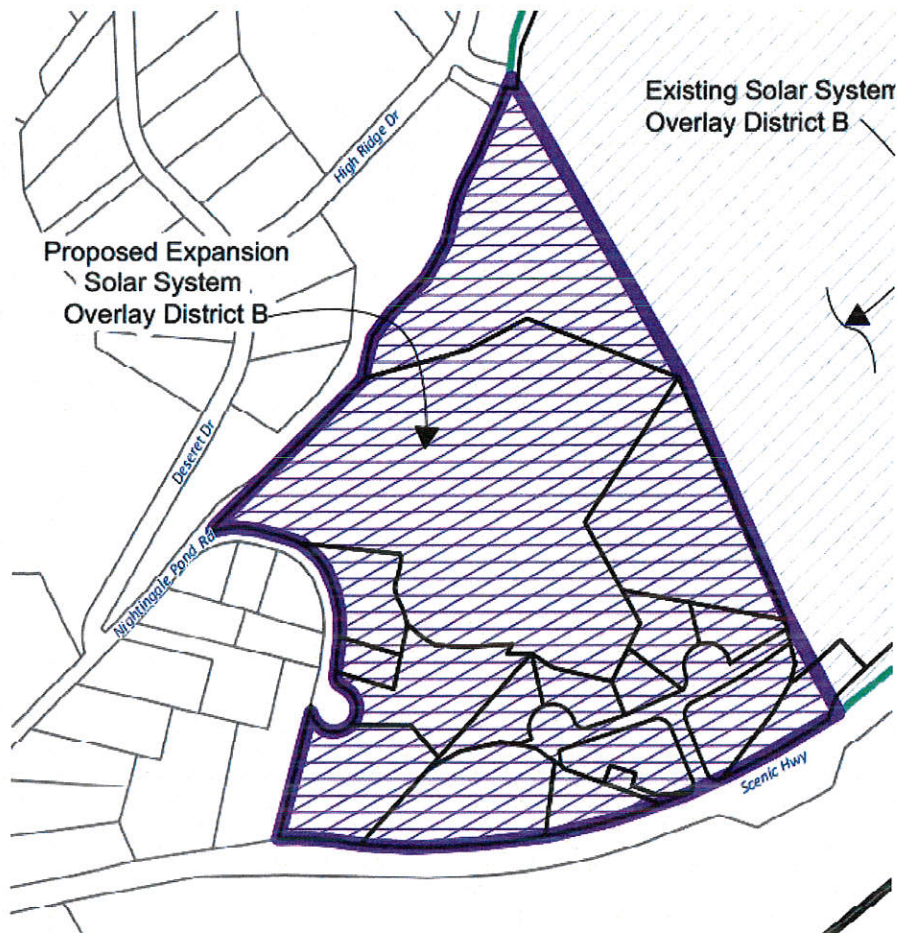 Existing Solar System
Overlay District B
High Ridge Dr
Proposed Expansion
Solar System
Overlay District B
Deseret Dr
Nightingale Pond Rd
Scenic Hwy